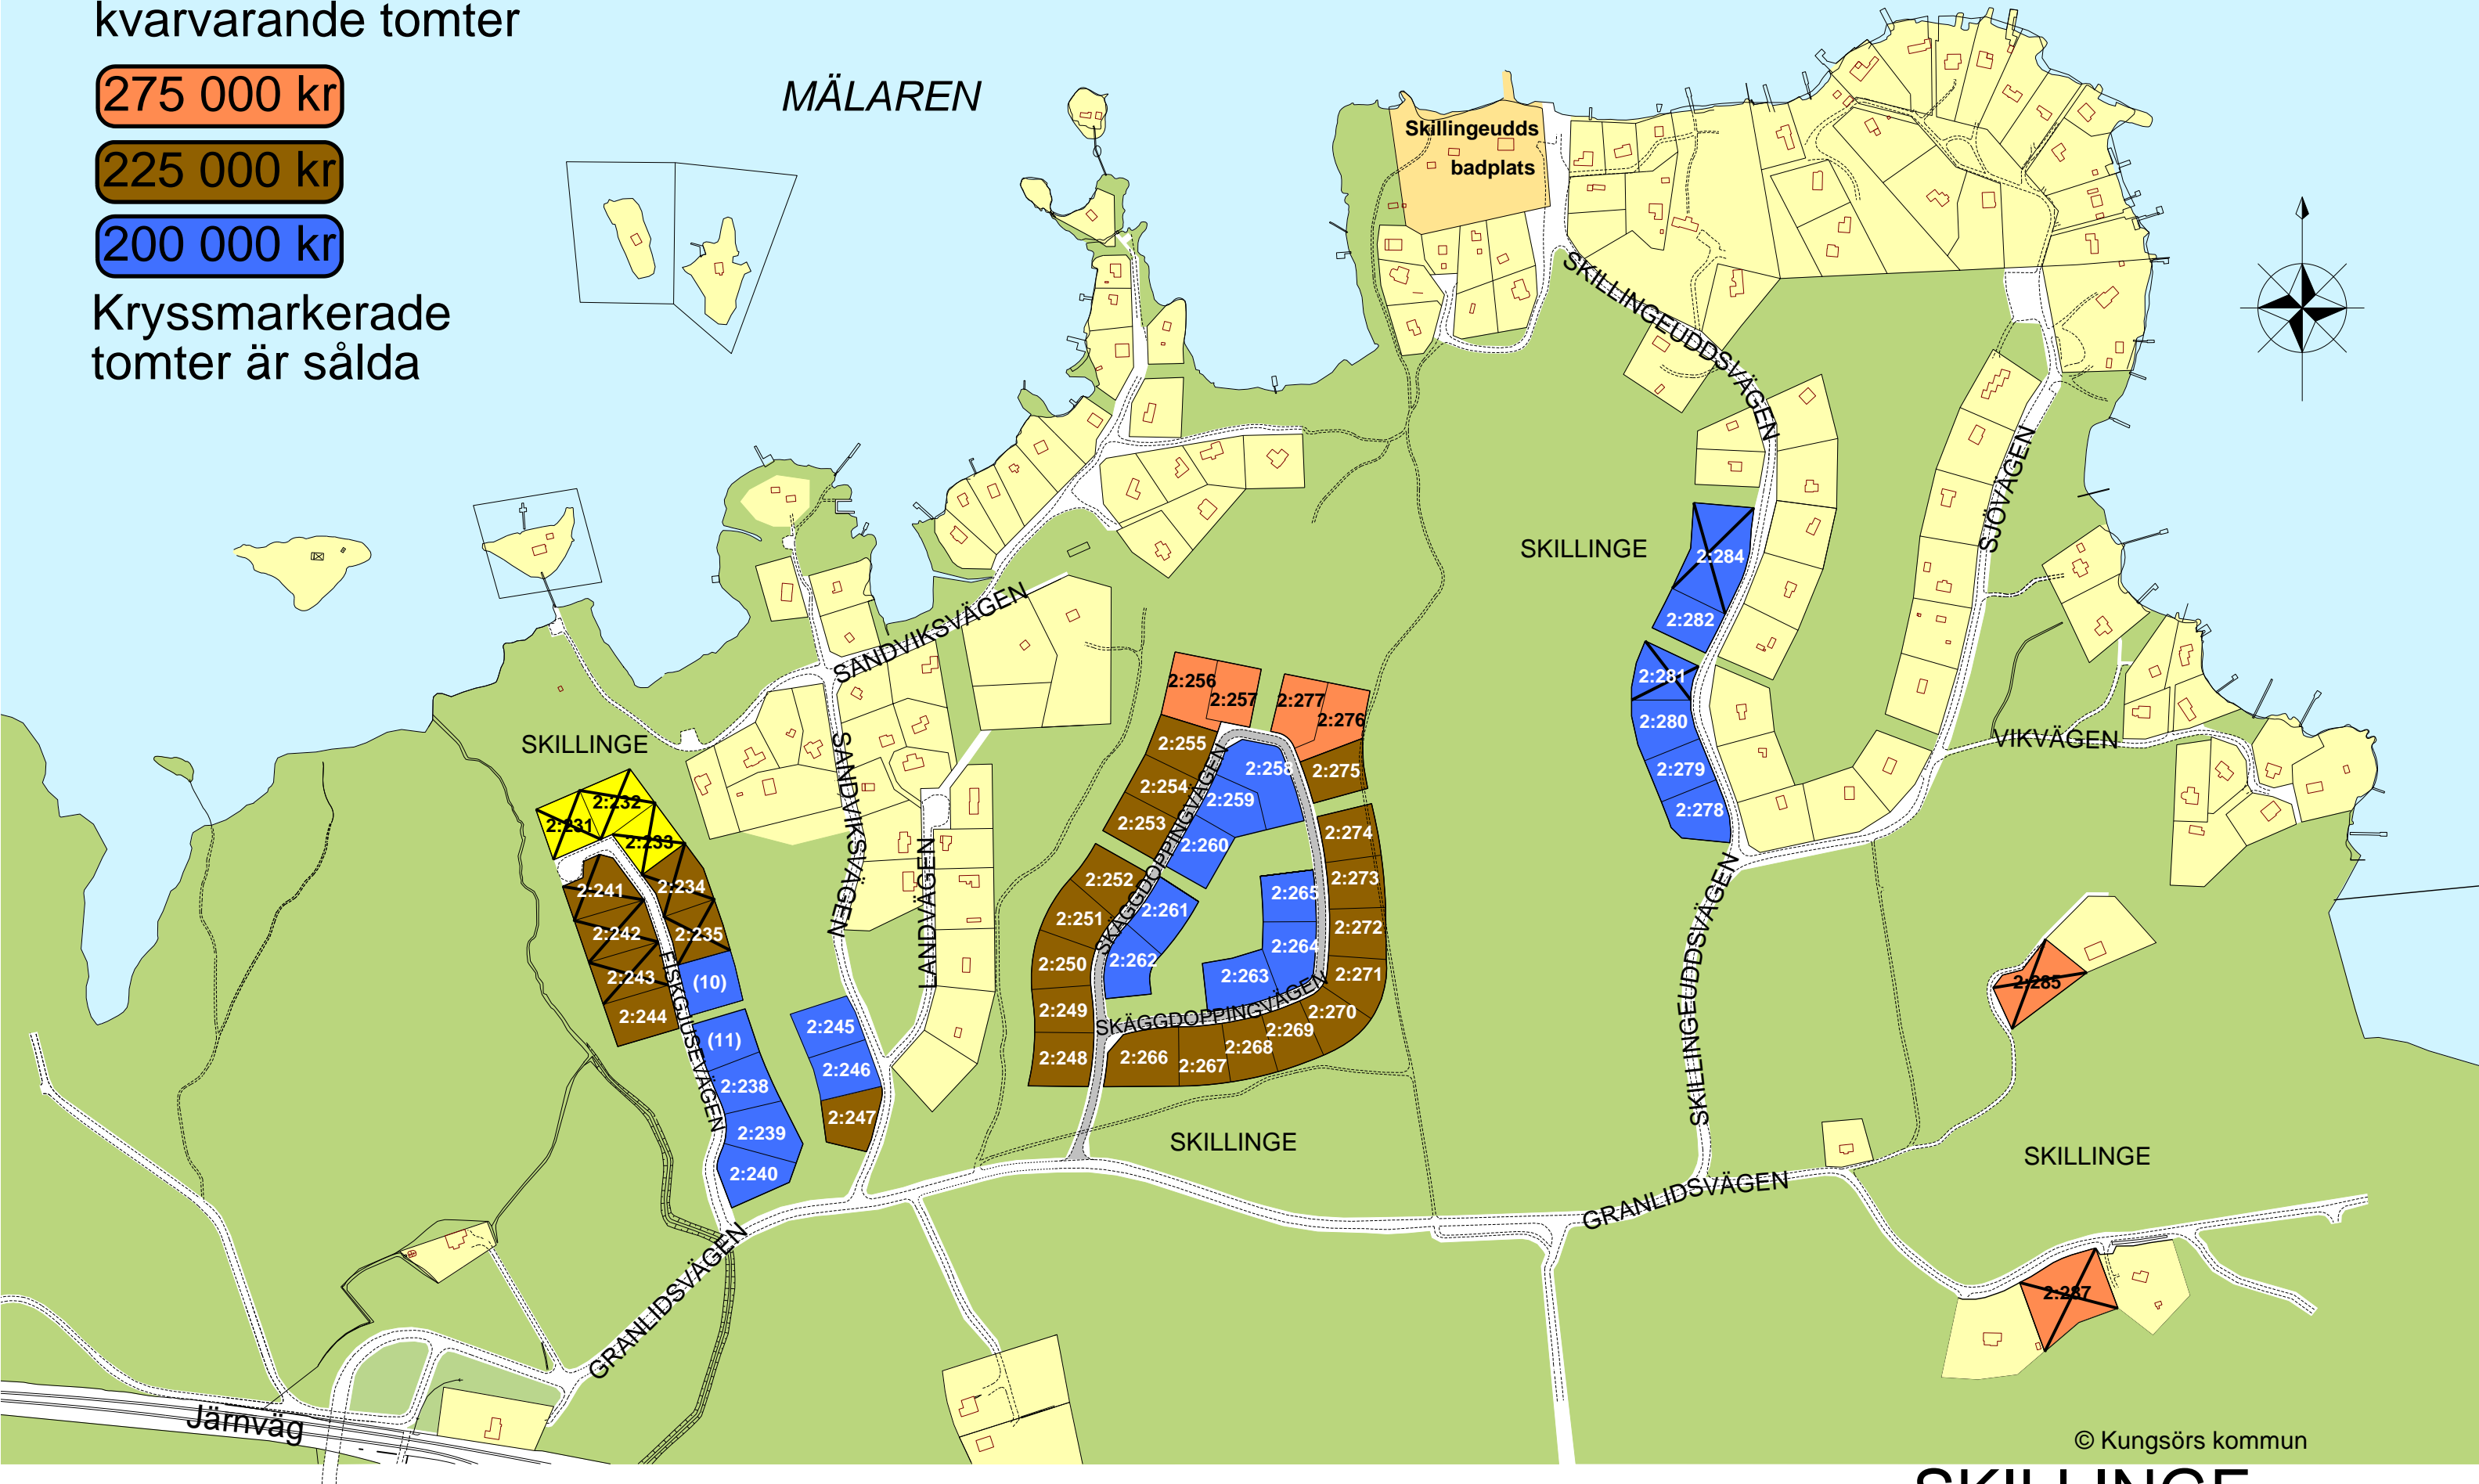 kvarvarande tomter
275 000 kr
225 000 kr
200 000 kr
Kryssmarkerade
tomter är sålda
MÄLAREN
Skillingeudds
badplats
SKILLINGEUDDSVÄGEN
SJÖVÄGEN
SKILLINGE
2:284
2:282
2:281
2:280
2:279
2:278
VIKVÄGEN
SANDVIKSVÄGEN
SKILLINGE
SANDVIKSVÄGEN
LANDVÄGEN
2:256
2:257
2:277
2:276
2:255
2:254
2:253
2:258
2:259
2:260
2:275
2:274
2:273
2:272
2:271
2:270
2:269
2:268
2:267
2:266
2:252
2:251
2:250
2:249
2:248
2:261
2:262
2:265
2:264
2:263
SKÄGGDOPPINGVÄGEN
SKÄGGDOPPINGVÄGEN
2:232
2:231
2:233
2:241
2:234
2:242
2:235
2:243
2:244
(10)
(11)
2:238
2:239
2:240
FISKGJUSEVÄGEN
2:245
2:246
2:247
SKILLINGEUDDSVÄGEN
2:285
SKILLINGE
SKILLINGE
GRANLIDSVÄGEN
GRANLIDSVÄGEN
2:287
Järnväg
© Kungsörs kommun
SKILLINGE